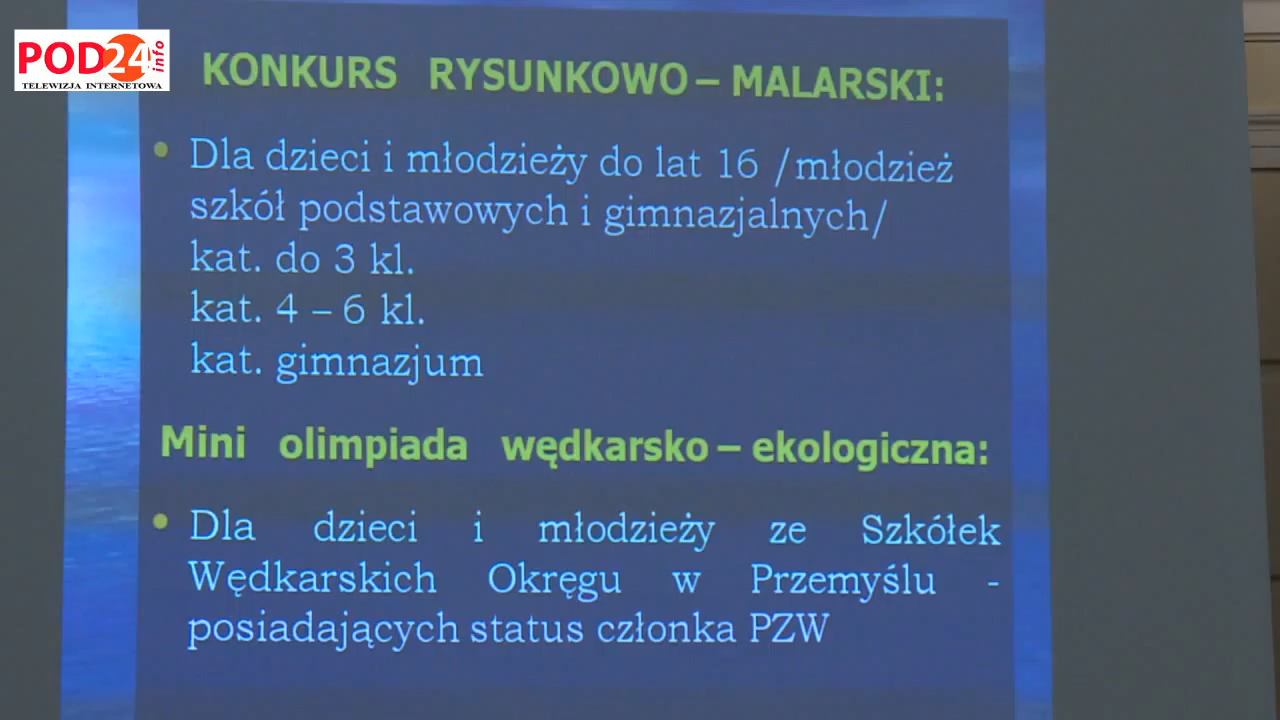 POD24
info
TELEWIZJA INTERNETOWA
KONKURS RYSUNKOWO – MALARSKI:
• Dla dzieci i młodzieży do lat 16 /młodzież
szkół podstawowych i gimnazjalnych/
kat. do 3 kl.
kat. 4 – 6 kl.
kat. gimnazjum
Mini olimpiada wędkarsko – ekologiczna:
• Dla dzieci i młodzieży ze Szkółek
Wędkarskich Okręgu w Przemyślu -
posiadających status członka PZW